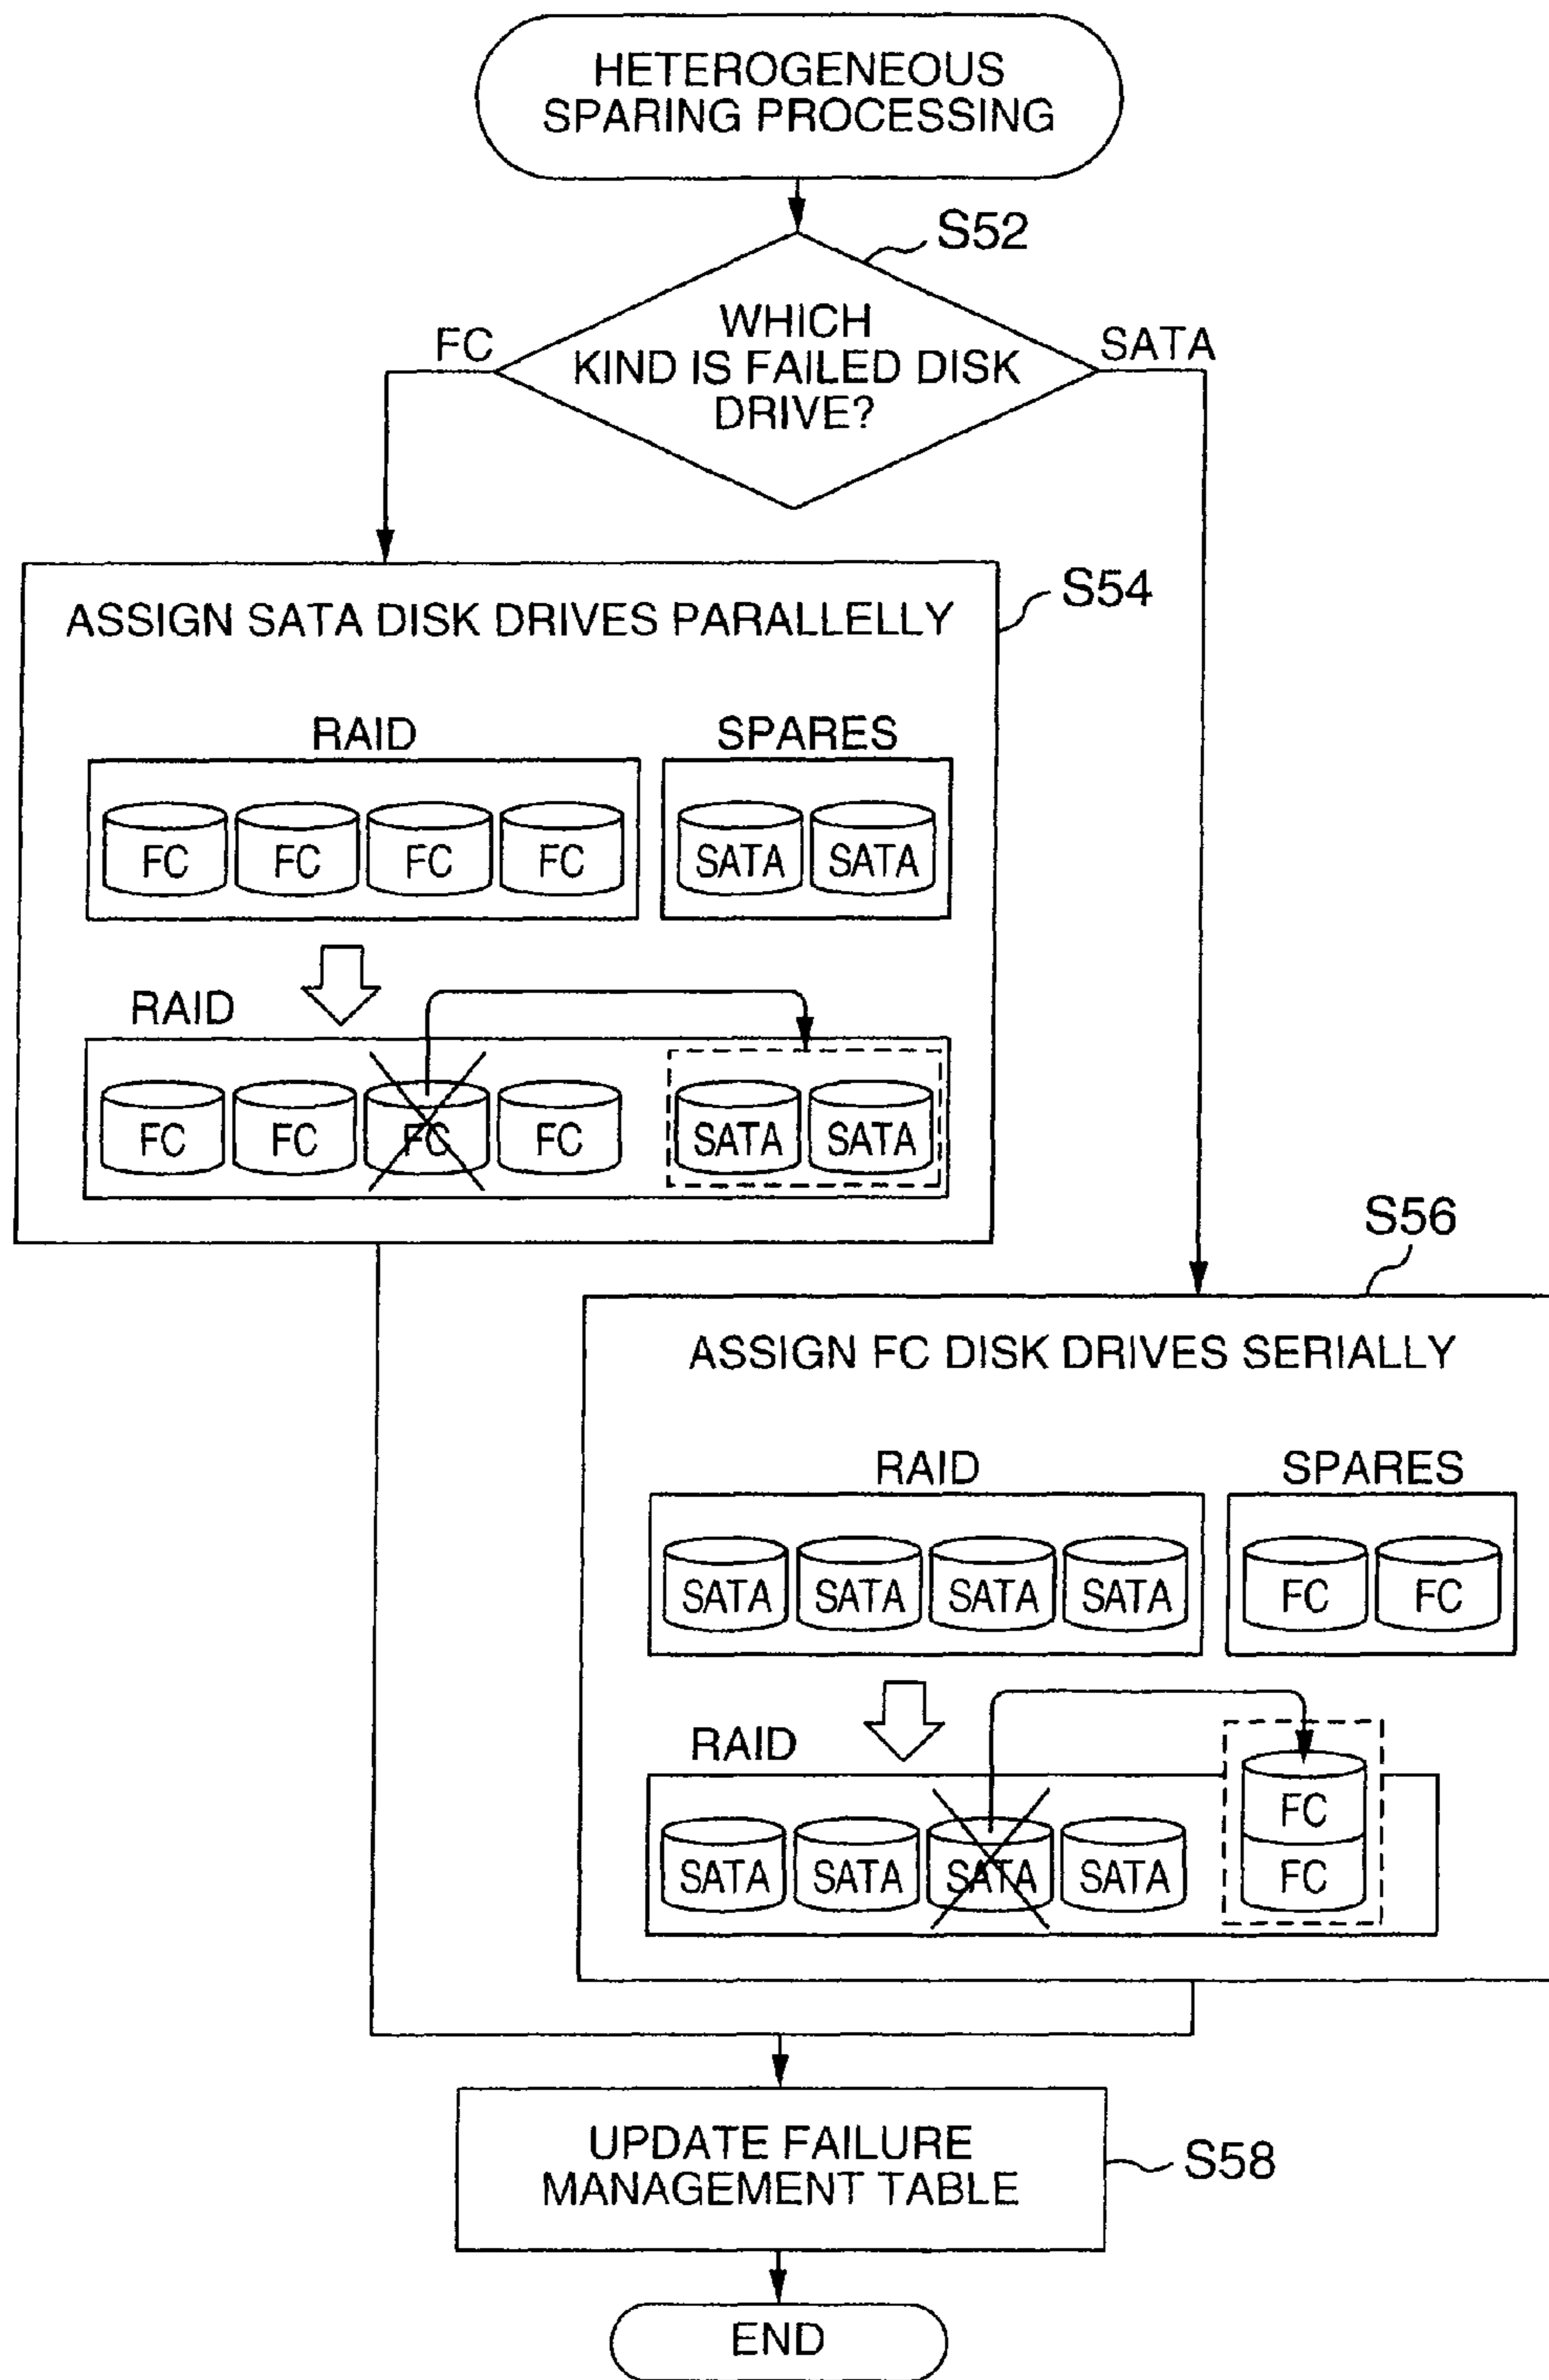 HETEROGENEOUS
SPARING PROCESSING
S52
WHICH
KIND IS FAILED DISK
DRIVE?
FC
SATA
S54
ASSIGN SATA DISK DRIVES PARALLELLY
RAID SPARES
FC FC FC FC SATA SATA
RAID
FC FC FC FC SATA SATA
S56
ASSIGN FC DISK DRIVES SERIALLY
RAID SPARES
SATA SATA SATA SATA FC FC
RAID
FC
SATA SATA SATA SATA FC
UPDATE FAILURE
MANAGEMENT TABLE
S58
END